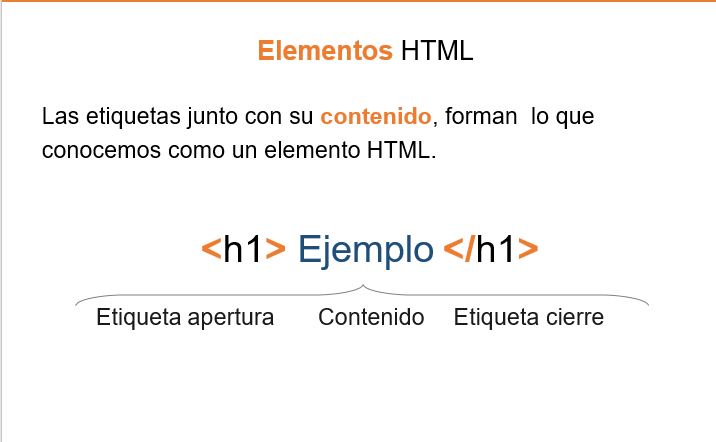 Elementos HTML
Las etiquetas junto con su contenido, forman  lo que
conocemos como un elemento HTML.
<h1> Ejemplo </h1>
Etiqueta apertura Contenido Etiqueta cierre